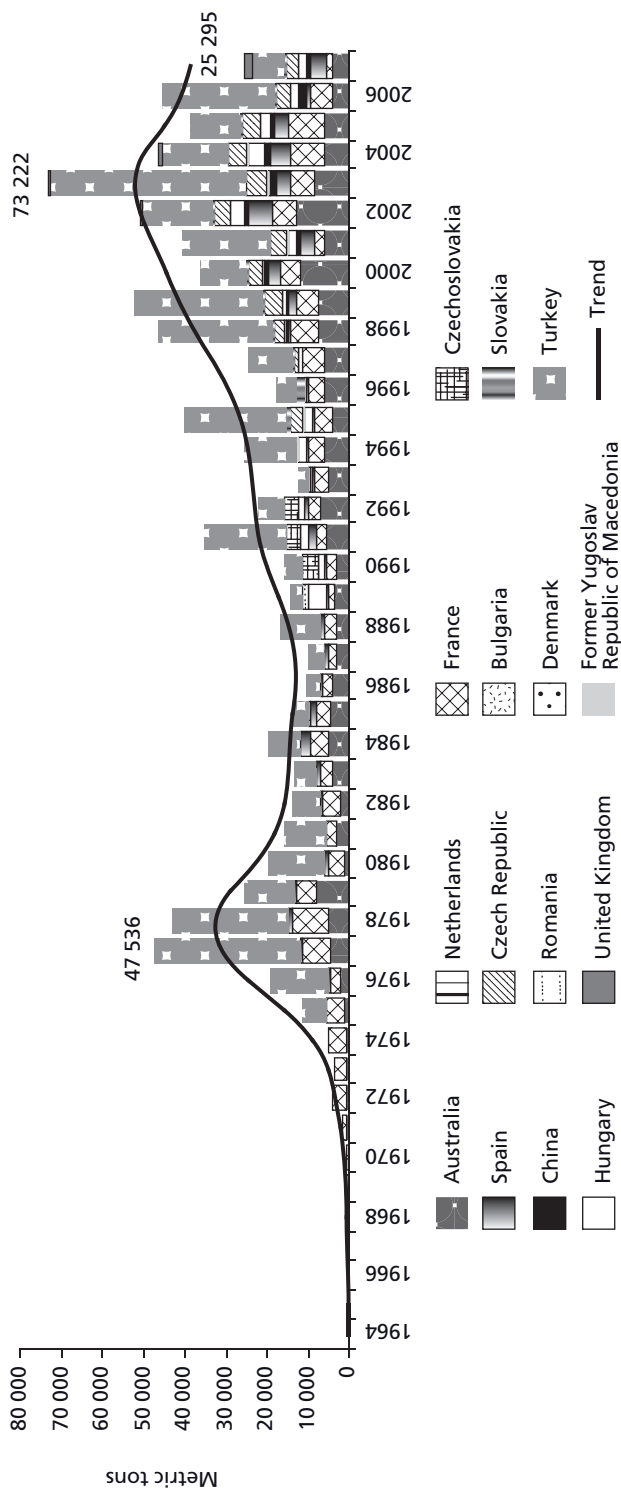 Metric tons
80 000
70 000
60 000
50 000
40 000
30 000
20 000
10 000
0
47 536
73 222
25 295
1964
1966
1968
1970
1972
1974
1976
1978
1980
1982
1984
1986
1988
1990
1992
1994
1996
1998
2000
2002
2004
2006
Australia
Netherlands
France
Czechoslovakia
Spain
Czech Republic
Bulgaria
Slovakia
China
Romania
Denmark
Turkey
Hungary
United Kingdom
Former Yugoslav
Republic of Macedonia
Trend